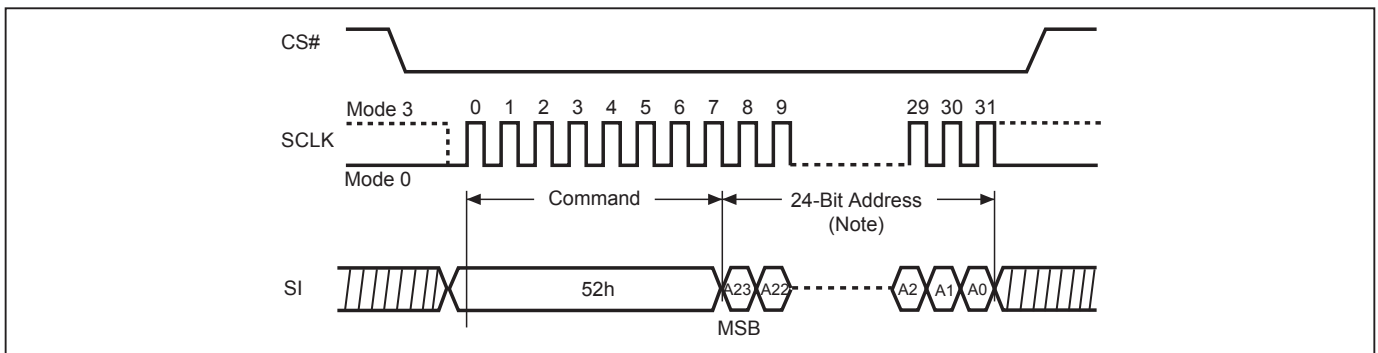 CS#
Mode 3
0 1 2 3 4 5 6 7 8 9 29 30 31
SCLK
Mode 0
Command
24-Bit Address
(Note)
SI
52h
A23 A22 A2 A1 A0
MSB